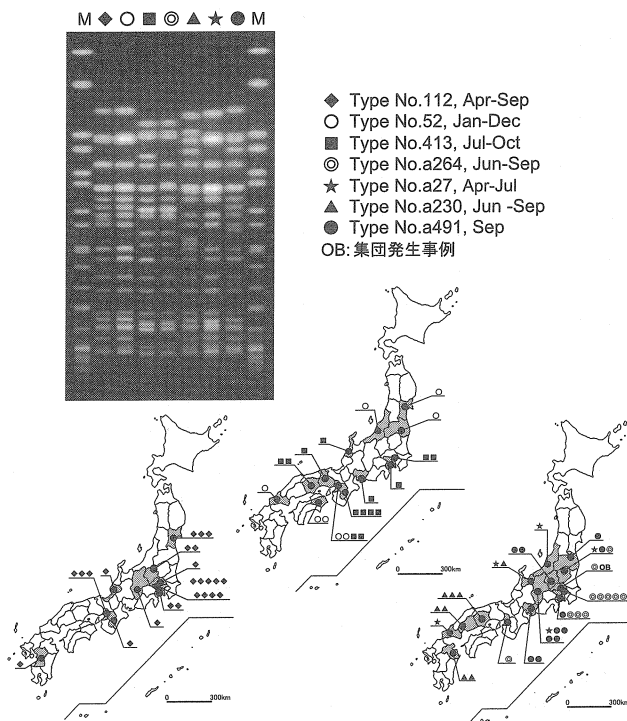 M ◆ ○ ■ ◎ ▲ ★ ● M
◆ Type No.112, Apr-Sep
○ Type No.52, Jan-Dec
■ Type No.413, Jul-Oct
◎ Type No.a264, Jun-Sep
★ Type No.a27, Apr-Jul
▲ Type No.a230, Jun -Sep
● Type No.a491, Sep
OB: 集団発生事例
OB
0 300km
0 300km
0 300km